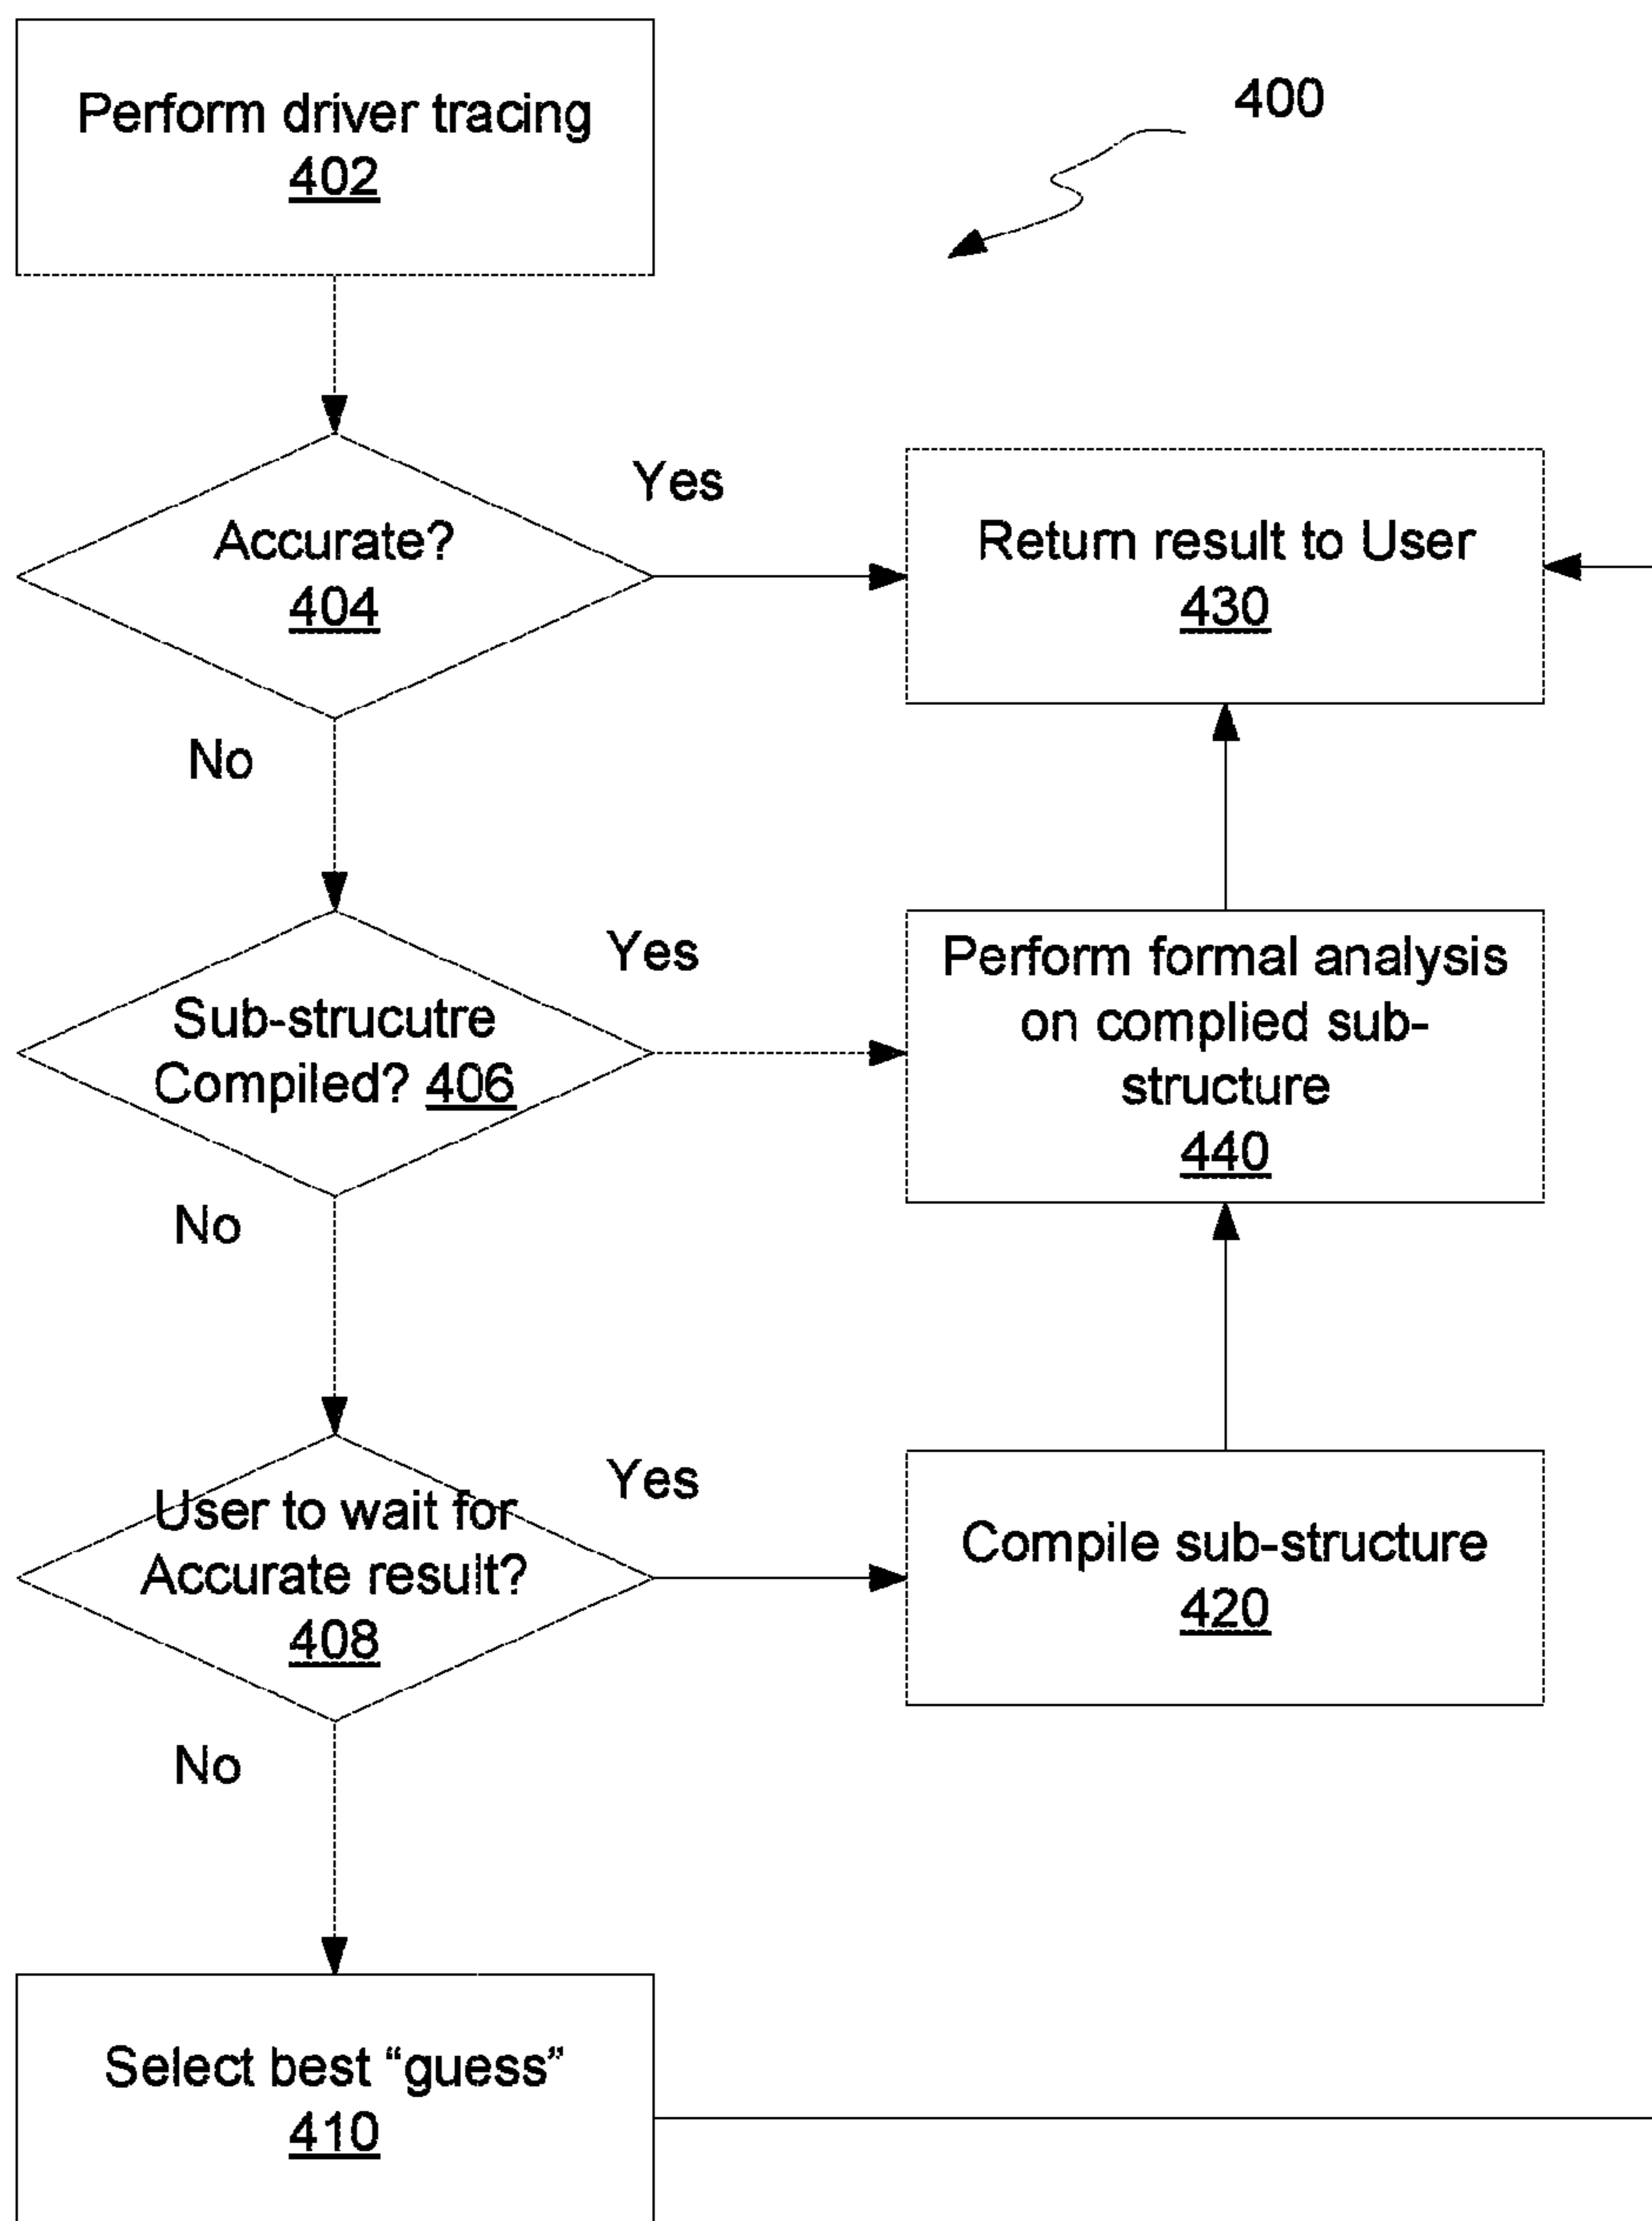 Perform driver tracing
402
400
Accurate?
404
Yes
No
Return result to User
430
Sub-strucutre
Compiled? 406
Yes
No
Perform formal analysis
on complied sub-
structure
440
User to wait for
Accurate result?
408
Yes
No
Compile sub-structure
420
Select best “guess”
410